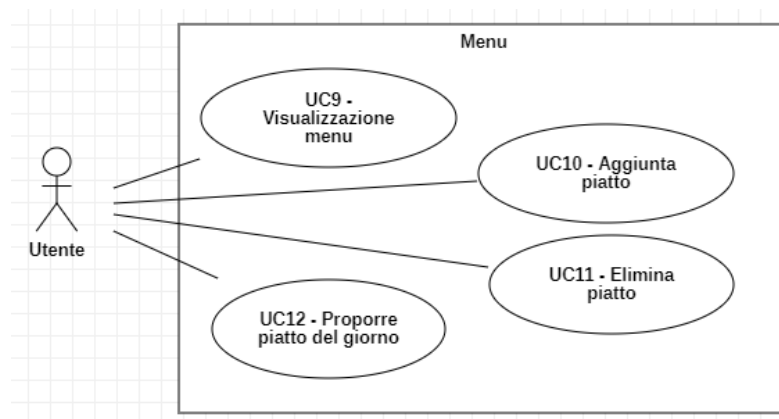 Menu
UC9 -
Visualizzazione
menu
UC10 - Aggiunta
piatto
Utente
UC11 - Elimina
piatto
UC12 - Proporre
piatto del giorno